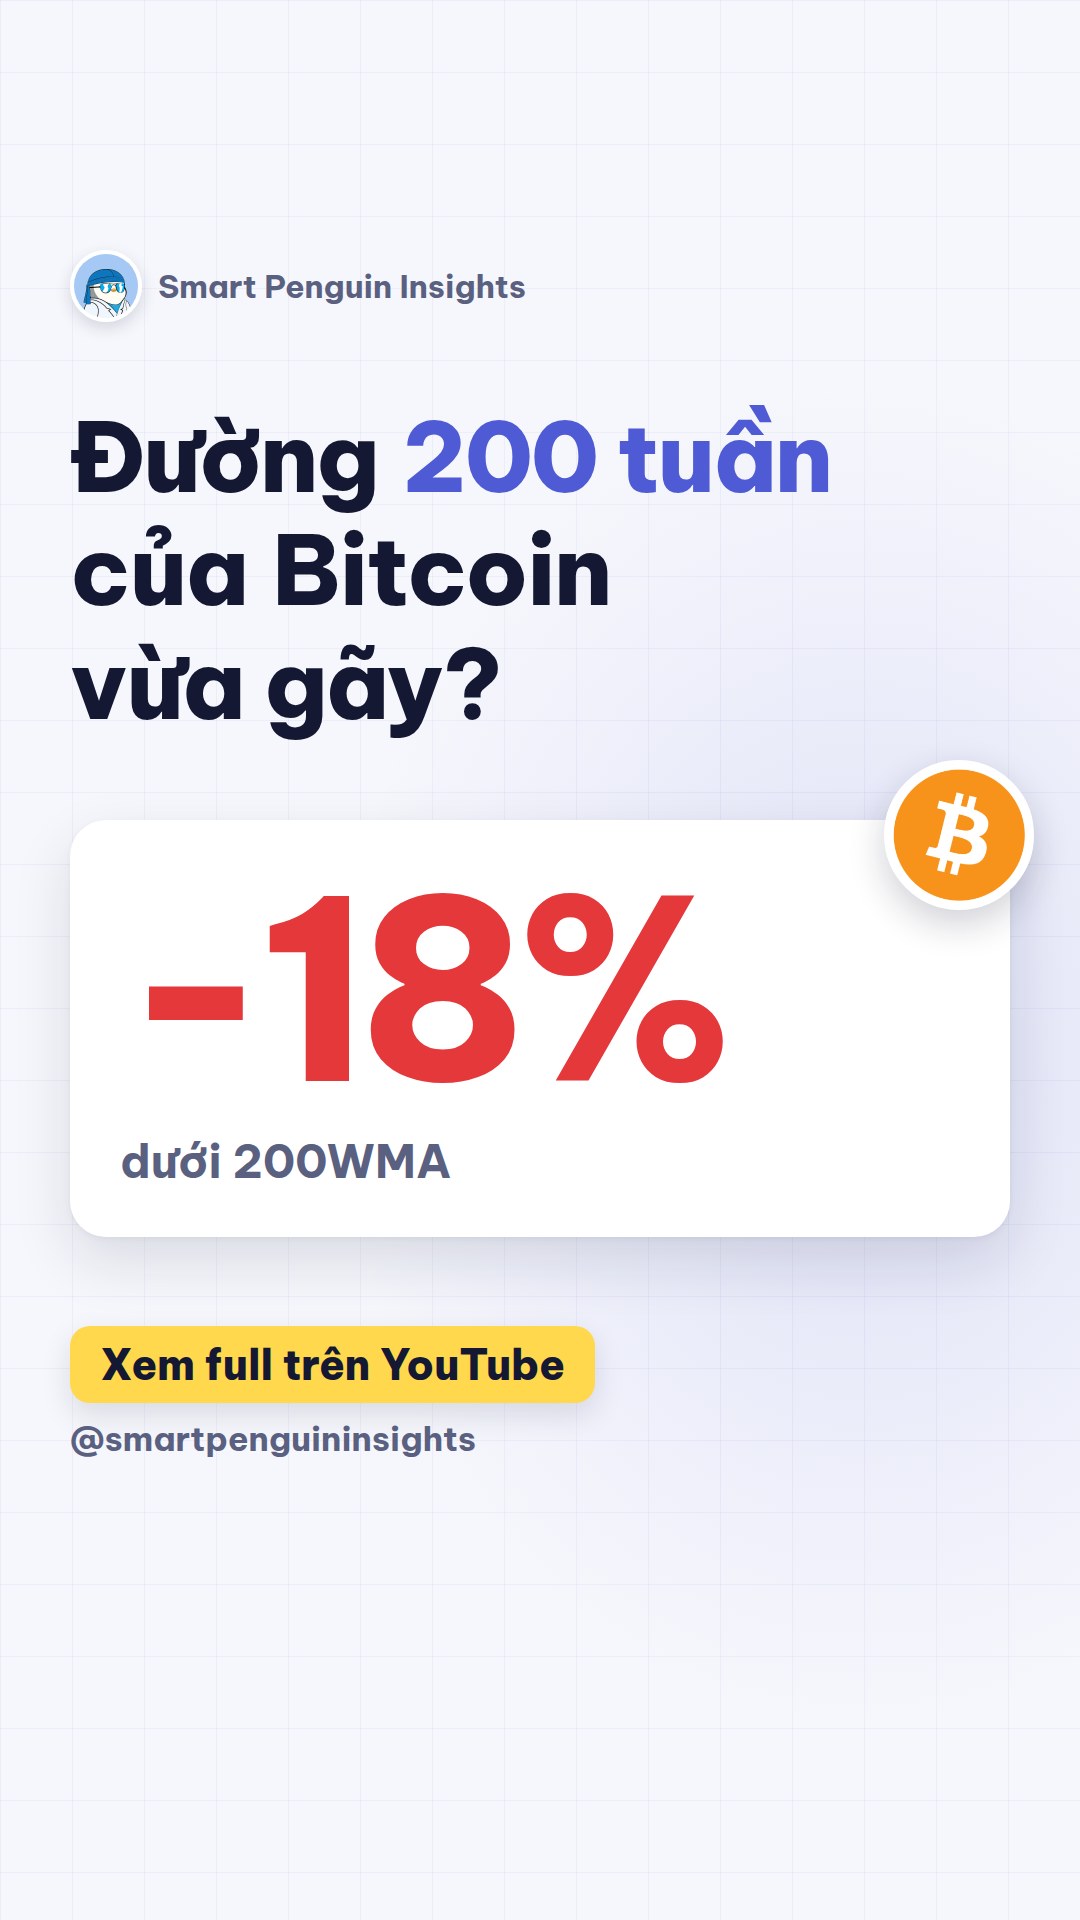 Smart Penguin Insights
Đường 200 tuần
của Bitcoin
vừa gãy?
₿
-18%
dưới 200WMA
Xem full trên YouTube
@smartpenguininsights